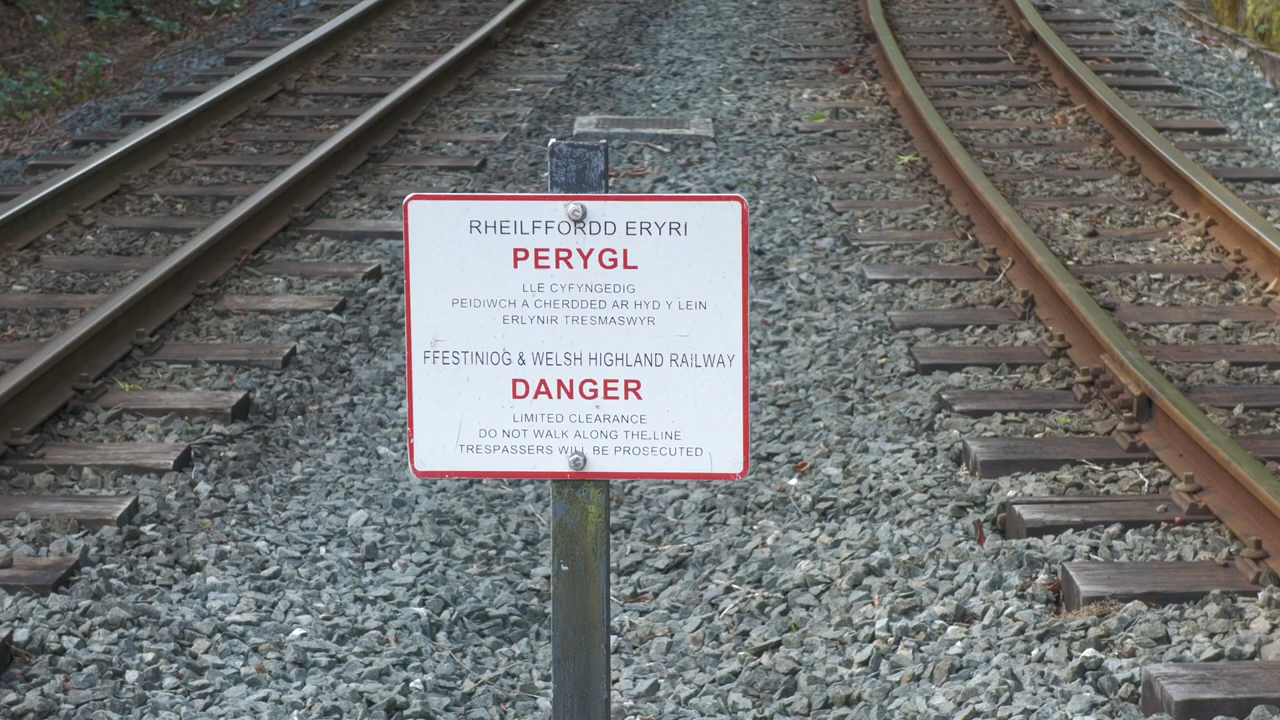 RHEILFFORDD ERYRI
PERYGL
LLE CYFYNGEDIG
PEIDIWCH A CHERDDED AR HYD Y LEIN
ERLYNIR TRESMASWYR
FFESTINIOG & WELSH HIGHLAND RAILWAY
DANGER
LIMITED CLEARANCE
DO NOT WALK ALONG THE LINE
TRESPASSERS WILL BE PROSECUTED